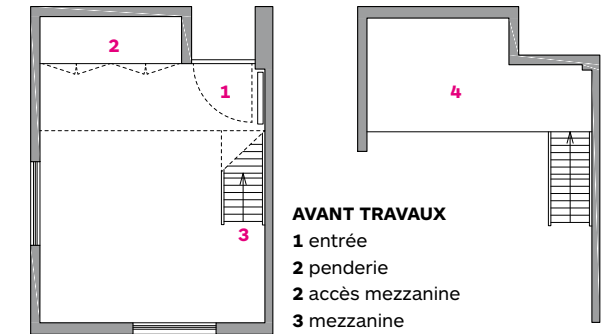 2
1
4
3
AVANT TRAVAUX
1 entrée
2 penderie
2 accès mezzanine
3 mezzanine